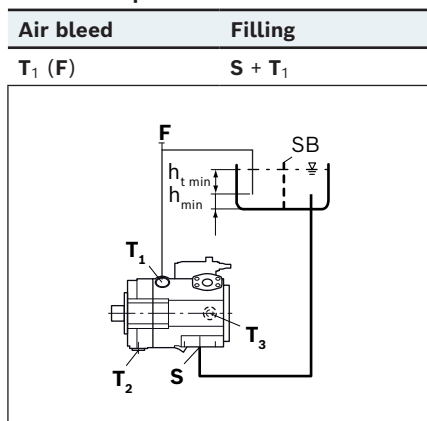 Air bleed Filling
T₁ (F) S + T₁
F
SB
hₜ ₘᵢₙ
hₘᵢₙ
T₁
T₃
T₂
S